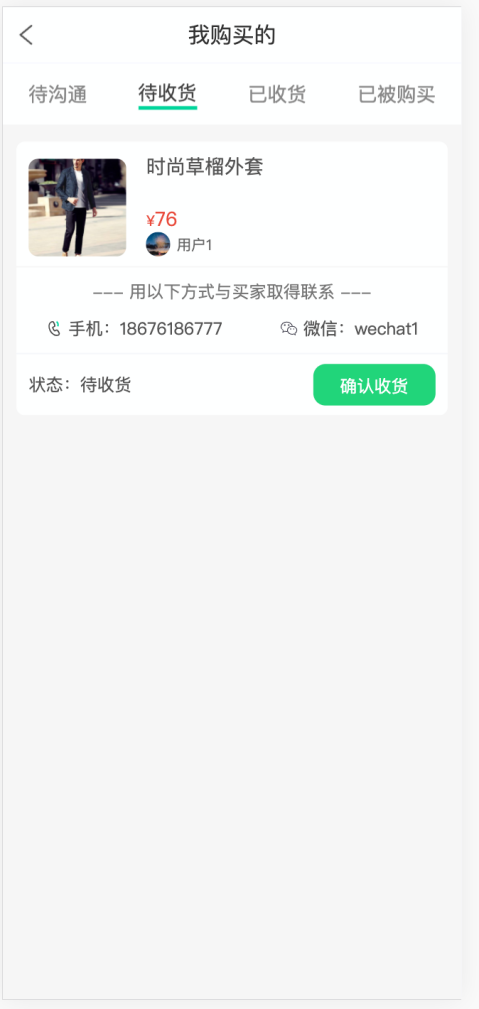 我购买的
待沟通 待收货 已收货 已被购买
时尚草榴外套
¥76
用户1
--- 用以下方式与买家取得联系 ---
手机：18676186777 微信：wechat1
状态：待收货 确认收货